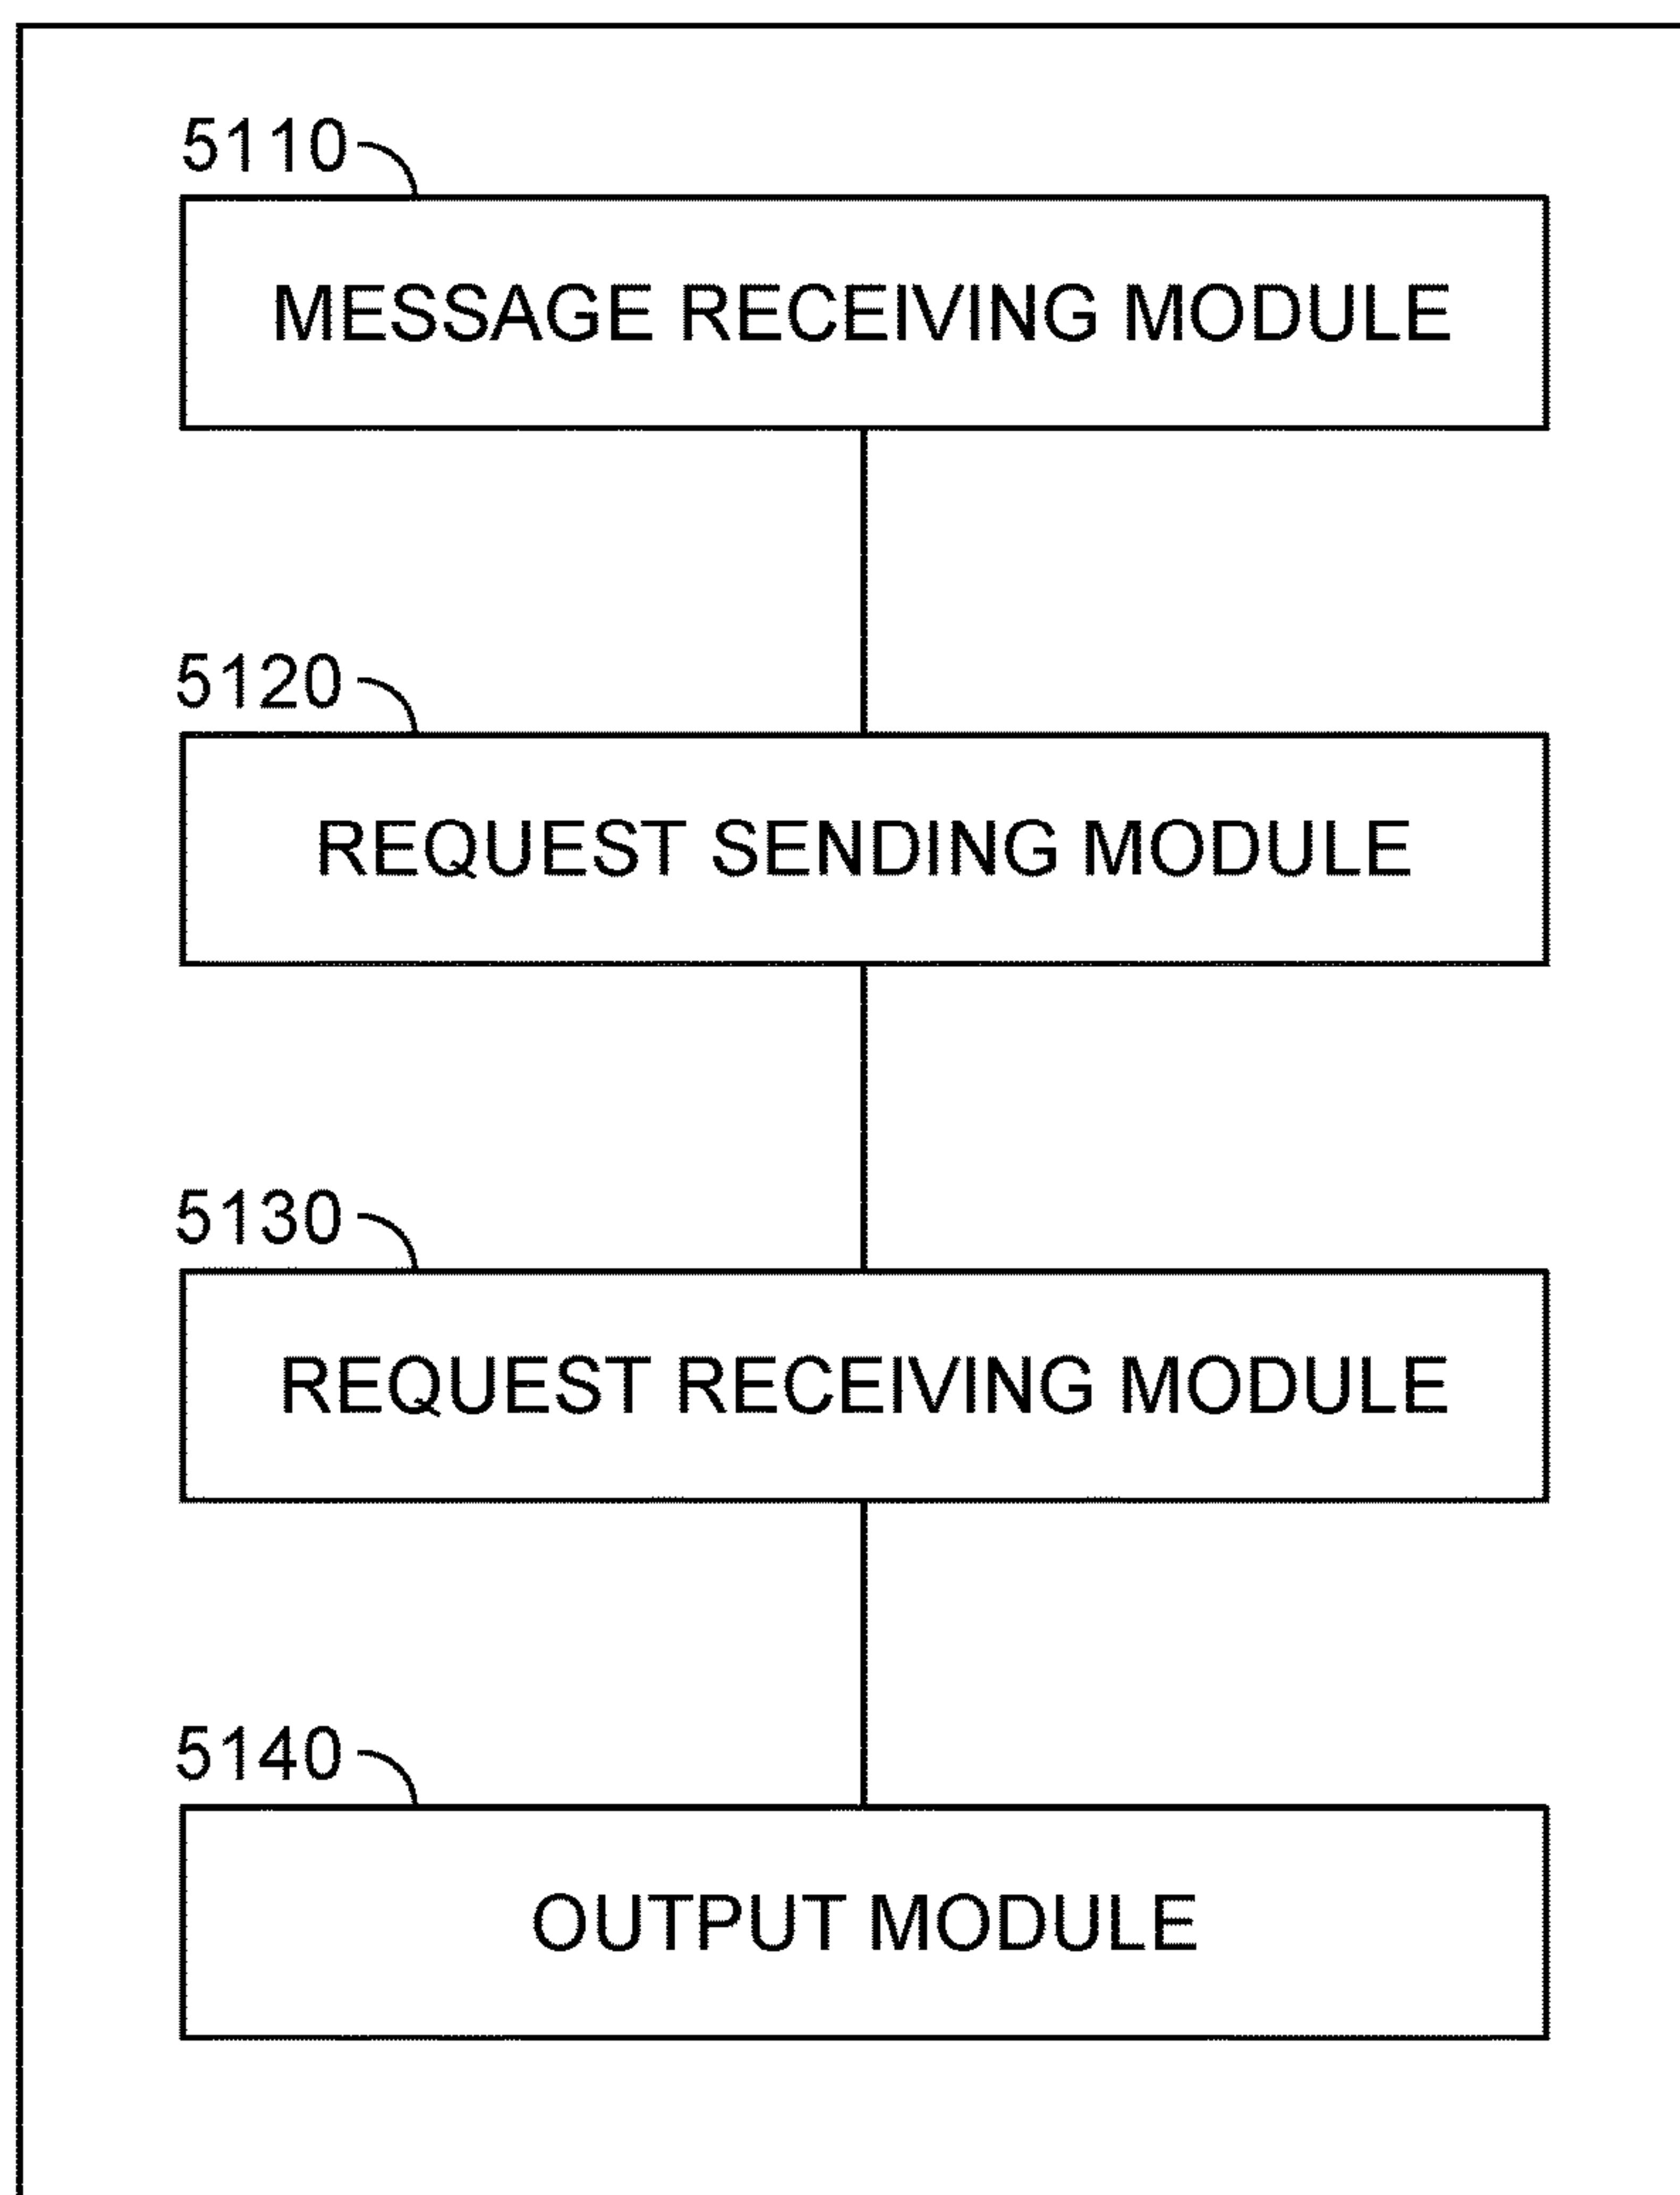 5110
MESSAGE RECEIVING MODULE
5120
REQUEST SENDING MODULE
5130
REQUEST RECEIVING MODULE
5140
OUTPUT MODULE